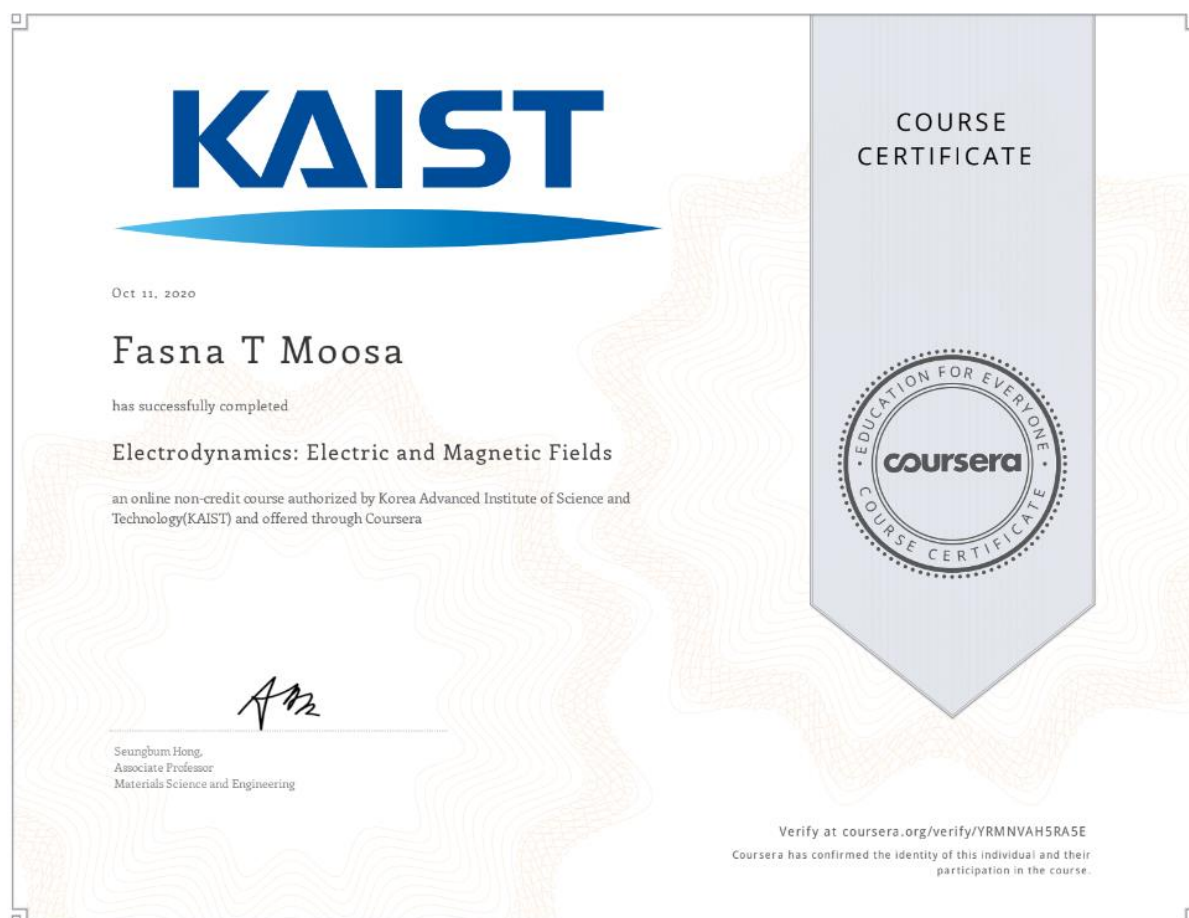 KAIST
Oct 11, 2020
Fasna T Moosa
has successfully completed
Electrodynamics: Electric and Magnetic Fields
an online non-credit course authorized by Korea Advanced Institute of Science and
Technology(KAIST) and offered through Coursera
Seungbum Hong,
Associate Professor
Materials Science and Engineering
COURSE
CERTIFICATE
EDUCATION FOR EVERYONE
coursera
COURSE CERTIFICATE
Verify at coursera.org/verify/YRMNVAH5RA5E
Coursera has confirmed the identity of this individual and their
participation in the course.